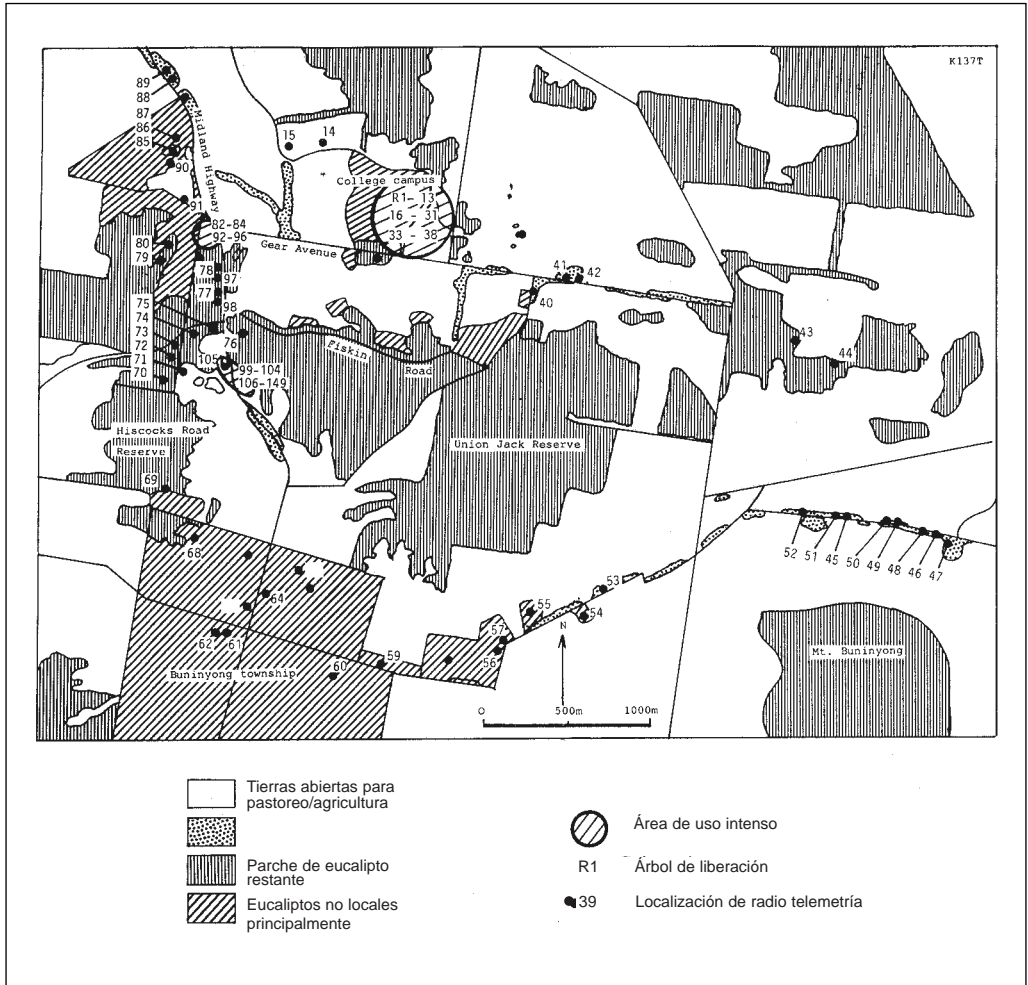 K137T
89
88
87
86
85
90
Midland Highway
15
14
College campus
R1- 13
16 - 31
33 - 38
91
82-84
92-96
80
79
Gear Avenue
78
97
77
98
41
42
40
75
74
73
72
71
70
76
105
99-104
106-149
Fiskin
Road
43
44
Hiscocks Road
Reserve
Union Jack Reserve
69
68
64
62
61
60
59
Buninyong township
52
51
45
50
49
48
46
47
53
55
54
57
56
N
Mt. Buninyong
0
500m
1000m
Tierras abiertas para
pastoreo/agricultura
Parche de eucalipto
restante
Eucaliptos no locales
principalmente
Área de uso intenso
R1
Árbol de liberación
39
Localización de radio telemetría